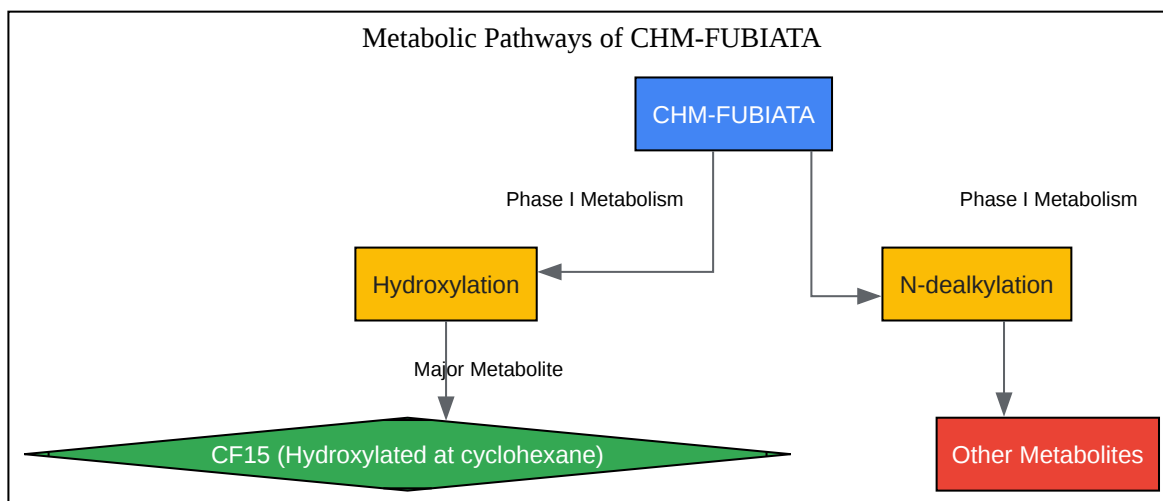 Metabolic Pathways of CHM-FUBIATA
CHM-FUBIATA
Phase I Metabolism
Phase I Metabolism
Hydroxylation
N-dealkylation
Major Metabolite
CF15 (Hydroxylated at cyclohexane)
Other Metabolites